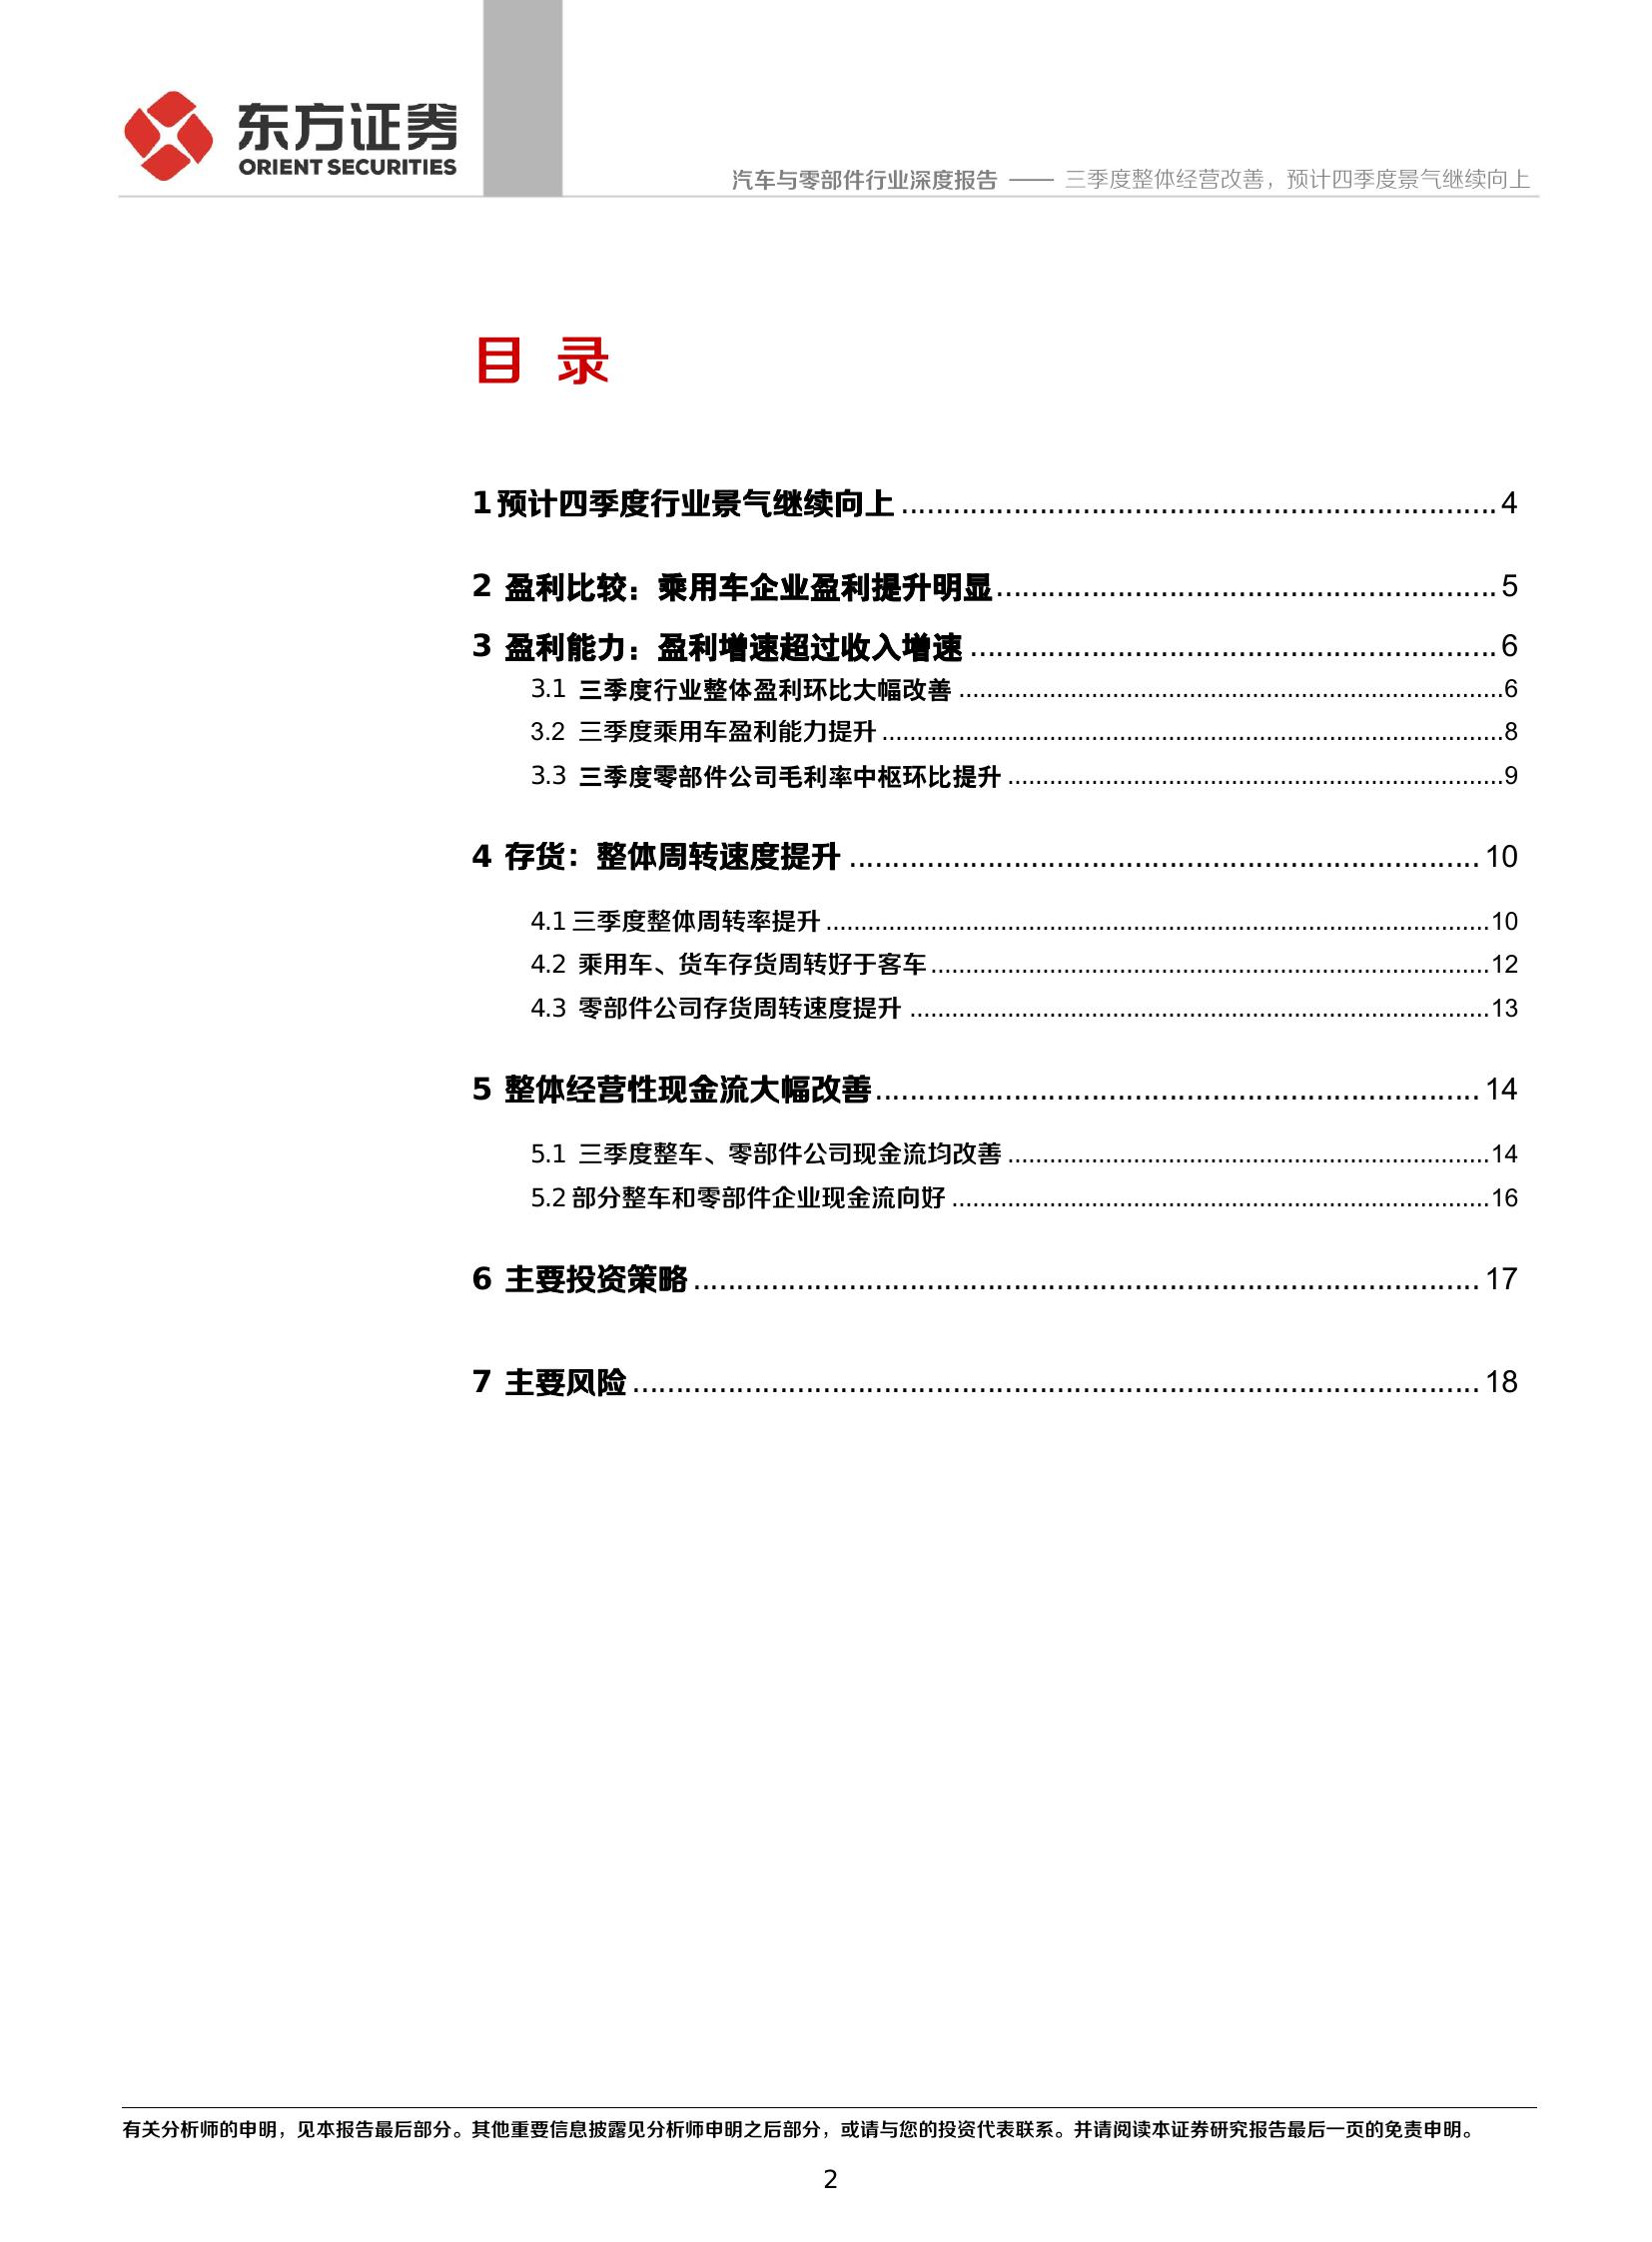 东方证券
ORIENT SECURITIES
汽车与零部件行业深度报告 —— 三季度整体经营改善，预计四季度景气继续向上
目 录
1预计四季度行业景气继续向上 ........................................................................ 4
2 盈利比较：乘用车企业盈利提升明显 ............................................................ 5
3 盈利能力：盈利增速超过收入增速 ............................................................... 6
3.1 三季度行业整体盈利环比大幅改善 ..............................................................................6
3.2 三季度乘用车盈利能力提升 .........................................................................................8
3.3 三季度零部件公司毛利率中枢环比提升 .......................................................................9
4 存货：整体周转速度提升 ........................................................................... 10
4.1三季度整体周转率提升 ...............................................................................................10
4.2 乘用车、货车存货周转好于客车 ................................................................................12
4.3 零部件公司存货周转速度提升 ...................................................................................13
5 整体经营性现金流大幅改善 ........................................................................ 14
5.1 三季度整车、零部件公司现金流均改善 .....................................................................14
5.2部分整车和零部件企业现金流向好 .............................................................................16
6 主要投资策略 ............................................................................................. 17
7 主要风险 .................................................................................................... 18
有关分析师的申明，见本报告最后部分。其他重要信息披露见分析师申明之后部分，或请与您的投资代表联系。并请阅读本证券研究报告最后一页的免责申明。
2